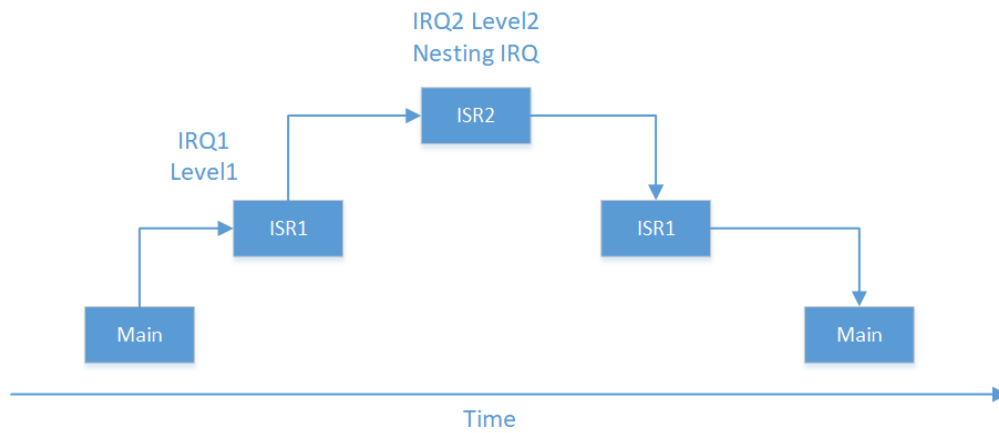 IRQ2 Level2
Nesting IRQ
ISR2
IRQ1
Level1
ISR1
ISR1
Main
Main
Time